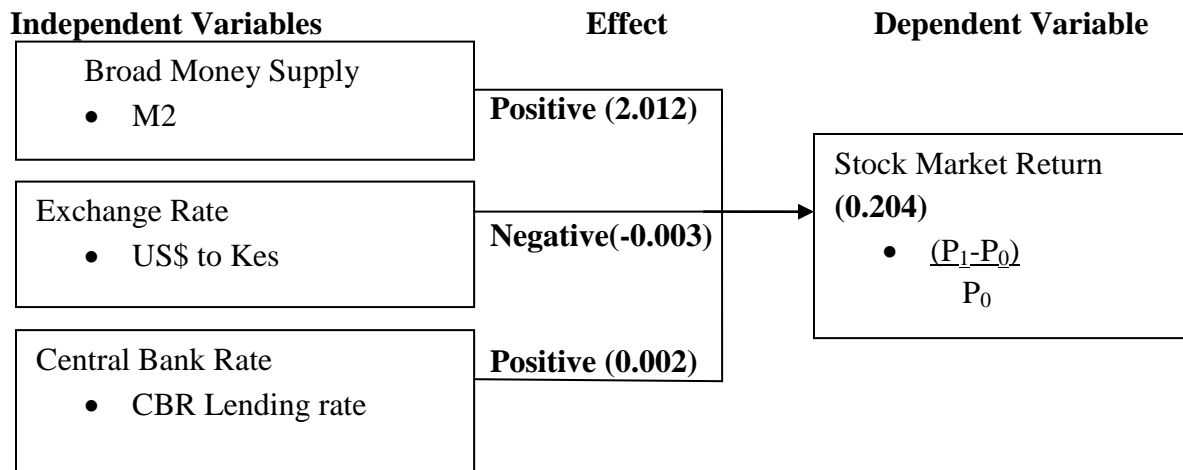 Independent Variables Effect Dependent Variable
Broad Money Supply
• M2
Positive (2.012)
Exchange Rate
• US$ to Kes
Negative(-0.003)
Central Bank Rate
• CBR Lending rate
Positive (0.002)
Stock Market Return
(0.204)
• (P₁-P₀)
P₀